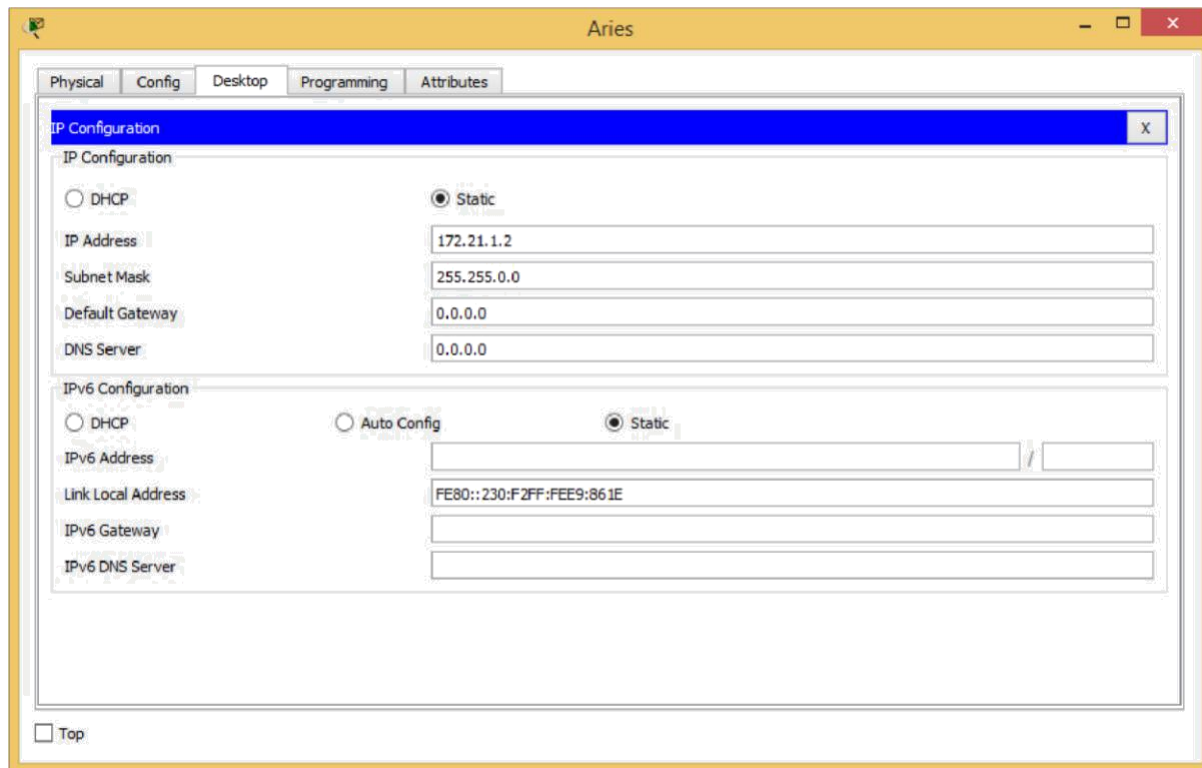 Aries
Physical Config Desktop Programming Attributes
IP Configuration X
IP Configuration
DHCP Static
IP Address 172.21.1.2
Subnet Mask 255.255.0.0
Default Gateway 0.0.0.0
DNS Server 0.0.0.0
IPv6 Configuration
DHCP Auto Config Static
IPv6 Address /
Link Local Address FE80::230:F2FF:FEE9:861E
IPv6 Gateway
IPv6 DNS Server
Top